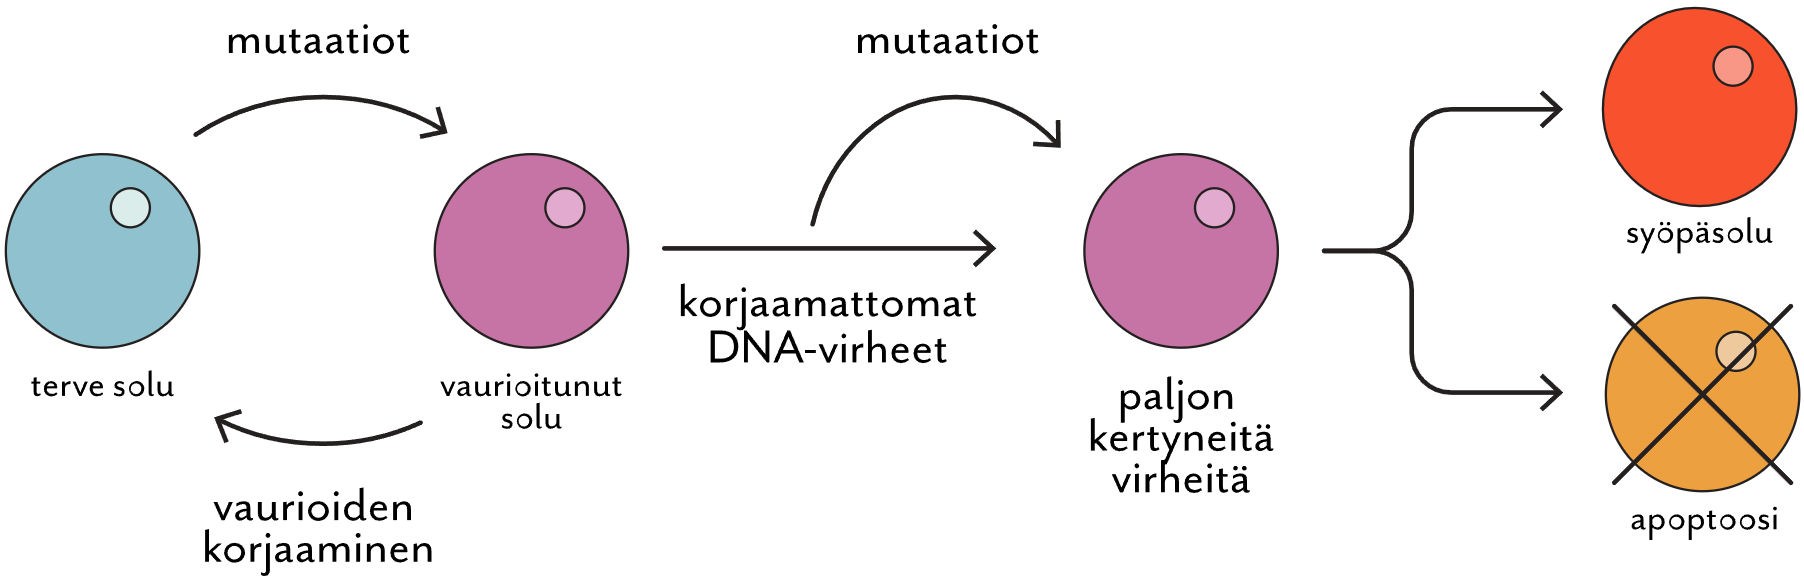 mutaatiot
mutaatiot
terve solu
vaurioitunut
solu
vaurioiden
korjaaminen
korjaamattomat
DNA-virheet
paljon
kertyneitä
virheitä
syöpäsolu
apoptoosi